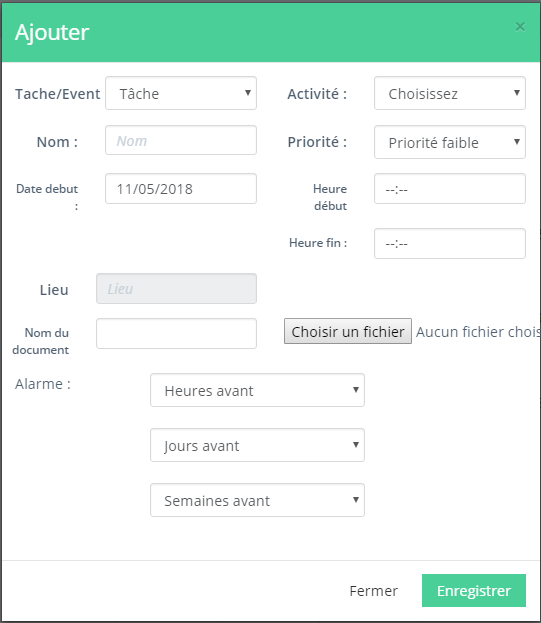 Ajouter ×
Tache/Event Tâche Activité : Choisissez
Nom : Nom Priorité : Priorité faible
Date debut : 11/05/2018 Heure début --:--
Heure fin : --:--
Lieu Lieu
Nom du document Choisir un fichier Aucun fichier chois
Alarme : Heures avant
Jours avant
Semaines avant
Fermer Enregistrer